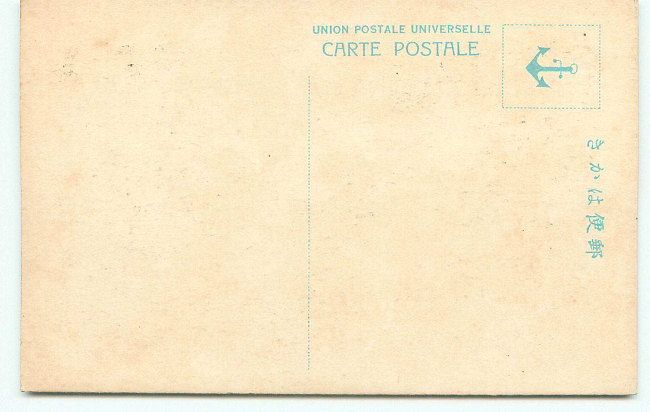 UNION POSTALE UNIVERSELLE
CARTE POSTALE
郵便はかき